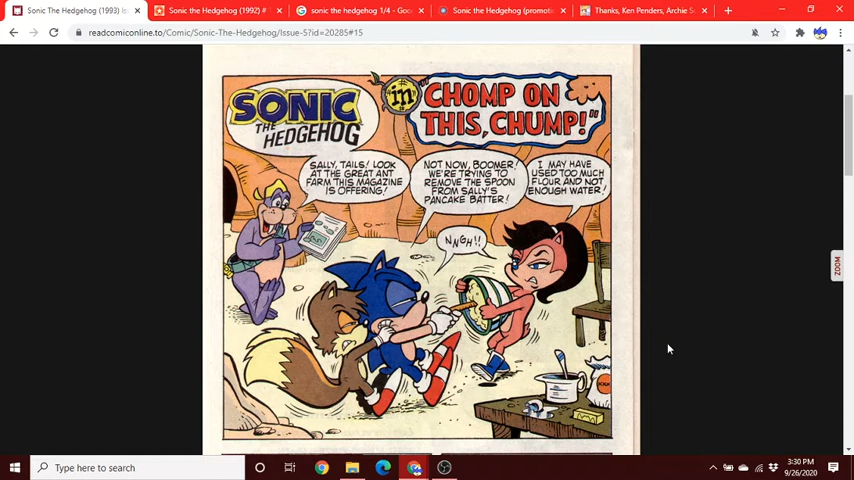 Sonic The Hedgehog (1993) Is
Sonic the Hedgehog (1992) #
sonic the hedgehog 1/4 - Goo
Sonic the Hedgehog (promotio
Thanks, Ken Penders, Archie S
readcomiconline.to/Comic/Sonic-The-Hedgehog/Issue-5?id=20285#15
SONIC
THE
HEDGEHOG
in
"CHOMP ON
THIS, CHUMP!"
SALLY, TAILS! LOOK
AT THE GREAT ANT
FARM THIS MAGAZINE
IS OFFERING!
NOT NOW, BOOMER!
WE'RE TRYING TO
REMOVE THE SPOON
FROM SALLY'S
PANCAKE BATTER!
I MAY HAVE
USED TOO MUCH
FLOUR AND NOT
ENOUGH WATER!
NNGH!!
ZOOM
Type here to search
3:30 PM
9/26/2020